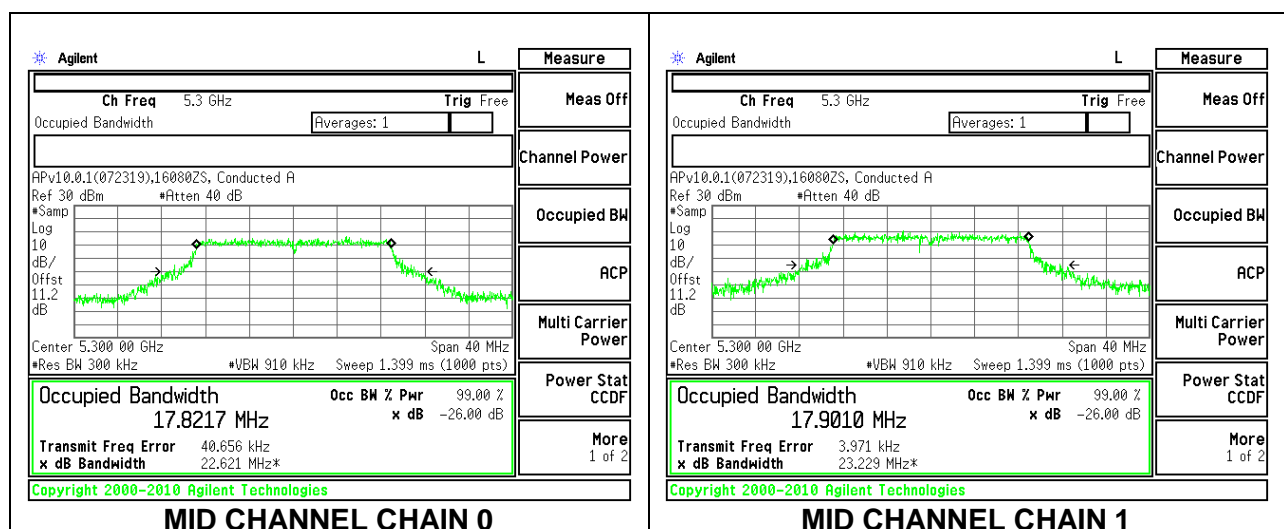 Agilent L
Measure
Ch Freq 5.3 GHz Trig Free
Meas Off
Occupied Bandwidth Averages: 1
Channel Power
APv10.0.1(072319),16080ZS, Conducted A
Ref 30 dBm #Atten 40 dB
#Samp
Log
10
dB/
Offst
11.2
dB
Occupied BW
ACP
Multi Carrier
Power
Center 5.300 00 GHz Span 40 MHz
#Res BW 300 kHz #VBW 910 kHz Sweep 1.399 ms (1000 pts)
Power Stat
CCDF
Occupied Bandwidth Occ BW % Pwr 99.00 %
17.8217 MHz x dB -26.00 dB
Transmit Freq Error 40.656 kHz
x dB Bandwidth 22.621 MHz*
More
1 of 2
Copyright 2000-2010 Agilent Technologies
MID CHANNEL CHAIN 0
Agilent L
Measure
Ch Freq 5.3 GHz Trig Free
Meas Off
Occupied Bandwidth Averages: 1
Channel Power
APv10.0.1(072319),16080ZS, Conducted A
Ref 30 dBm #Atten 40 dB
#Samp
Log
10
dB/
Offst
11.2
dB
Occupied BW
ACP
Multi Carrier
Power
Center 5.300 00 GHz Span 40 MHz
#Res BW 300 kHz #VBW 910 kHz Sweep 1.399 ms (1000 pts)
Power Stat
CCDF
Occupied Bandwidth Occ BW % Pwr 99.00 %
17.9010 MHz x dB -26.00 dB
Transmit Freq Error 3.971 kHz
x dB Bandwidth 23.229 MHz*
More
1 of 2
Copyright 2000-2010 Agilent Technologies
MID CHANNEL CHAIN 1